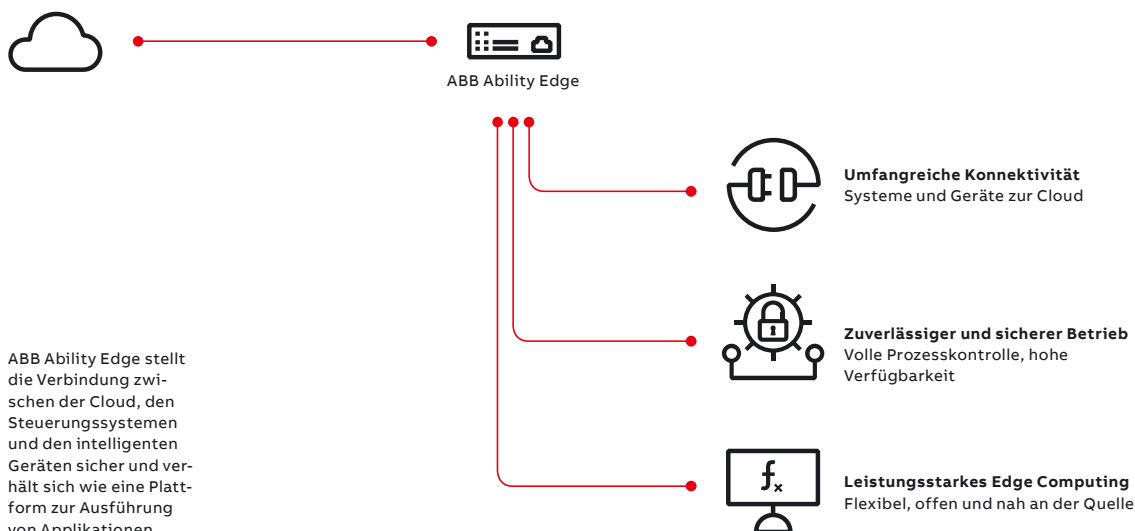 ABB Ability Edge
Umfangreiche Konnektivität
Systeme und Geräte zur Cloud
Zuverlässiger und sicherer Betrieb
Volle Prozesskontrolle, hohe
Verfügbarkeit
ABB Ability Edge stellt
die Verbindung zwi-
schen der Cloud, den
Steuerungssystemen
und den intelligenten
Geräten sicher und ver-
hält sich wie eine Platt-
form zur Ausführung
von Applikationen
f
x
Leistungsstarkes Edge Computing
Flexibel, offen und nah an der Quelle